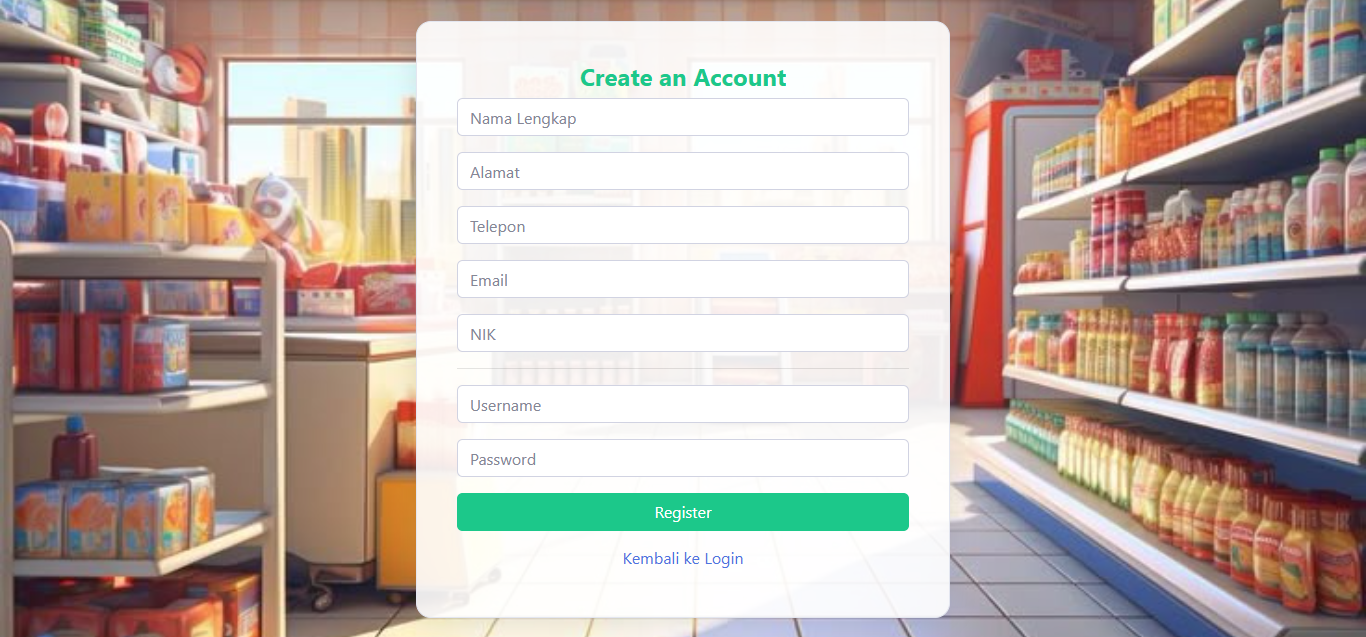 Create an Account
Nama Lengkap
Alamat
Telepon
Email
NIK
Username
Password
Register
Kembali ke Login